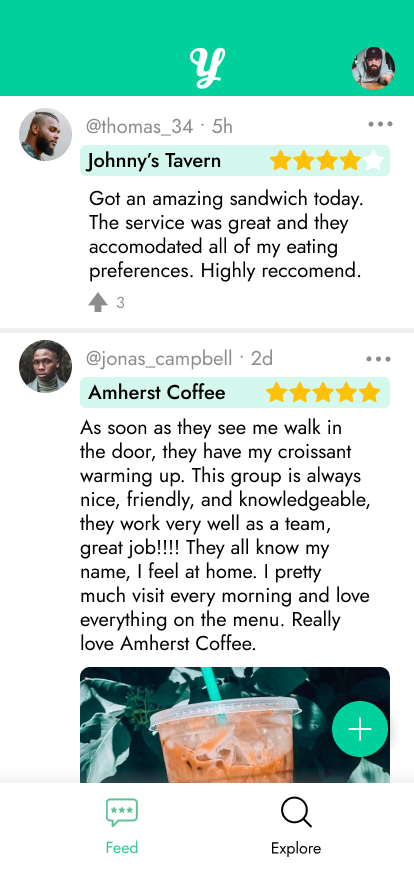 Y
@thomas_34 · 5h
Johnny’s Tavern
Got an amazing sandwich today.
The service was great and they
accomodated all of my eating
preferences. Highly reccomend.
3
@jonas_campbell · 2d
Amherst Coffee
As soon as they see me walk in
the door, they have my croissant
warming up. This group is always
nice, friendly, and knowledgeable,
they work very well as a team,
great job!!!! They all know my
name, I feel at home. I pretty
much visit every morning and love
everything on the menu. Really
love Amherst Coffee.
Feed
Explore